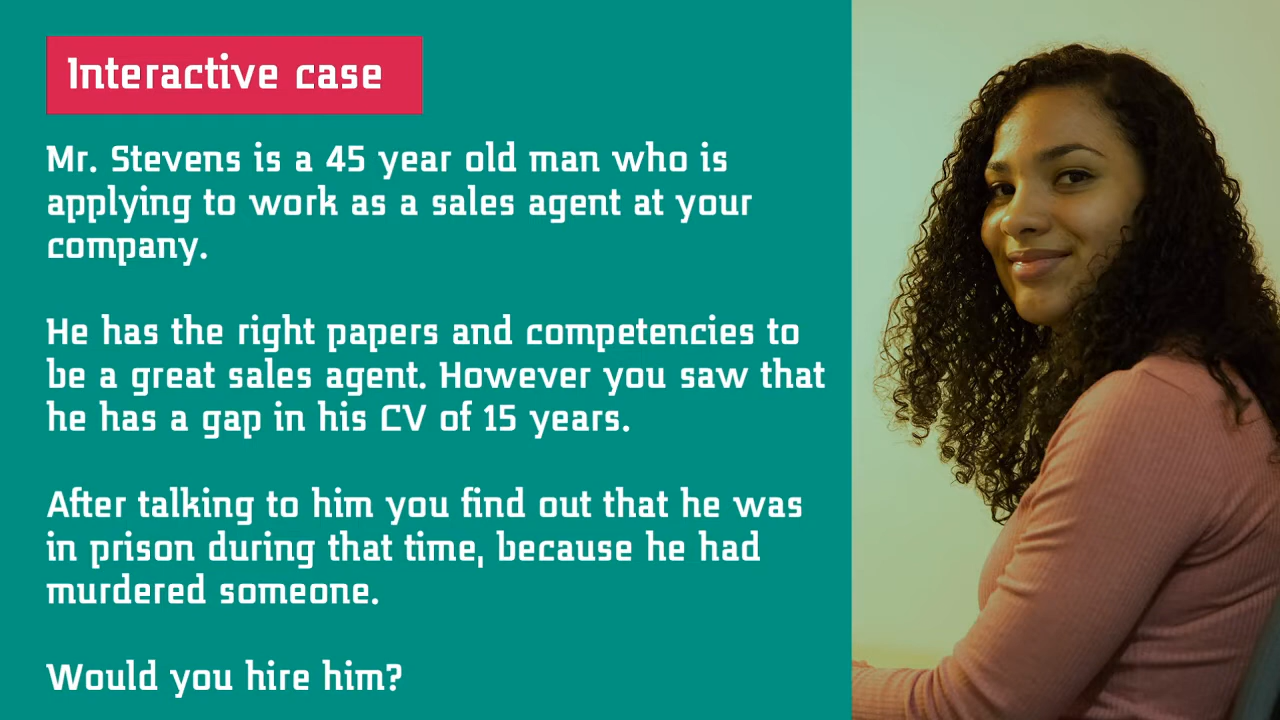 Interactive case
Mr. Stevens is a 45 year old man who is
applying to work as a sales agent at your
company.
He has the right papers and competencies to
be a great sales agent. However you saw that
he has a gap in his CV of 15 years.
After talking to him you find out that he was
in prison during that time, because he had
murdered someone.
Would you hire him?